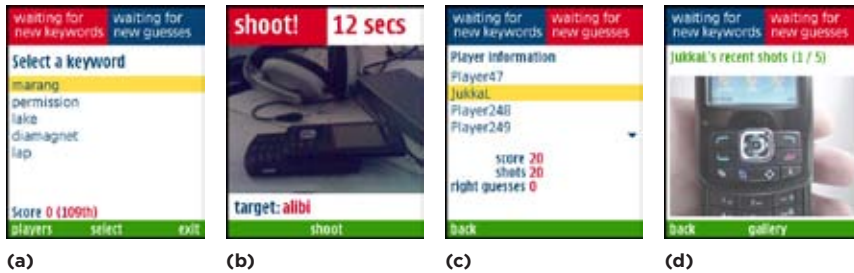 waiting for
new keywords
waiting for
new guesses
Select a keyword
marang
permission
lake
diamagnet
lap
Score 0 (109th)
players select exit
(a)
shoot!
12 secs
target: alibi
shoot
(b)
waiting for
new keywords
waiting for
new guesses
Player information
Player47
JukkaL
Player248
Player249
score 20
shots 20
right guesses 0
back
(c)
waiting for
new keywords
waiting for
new guesses
JukkaL's recent shots (1 / 5)
back gallery
(d)